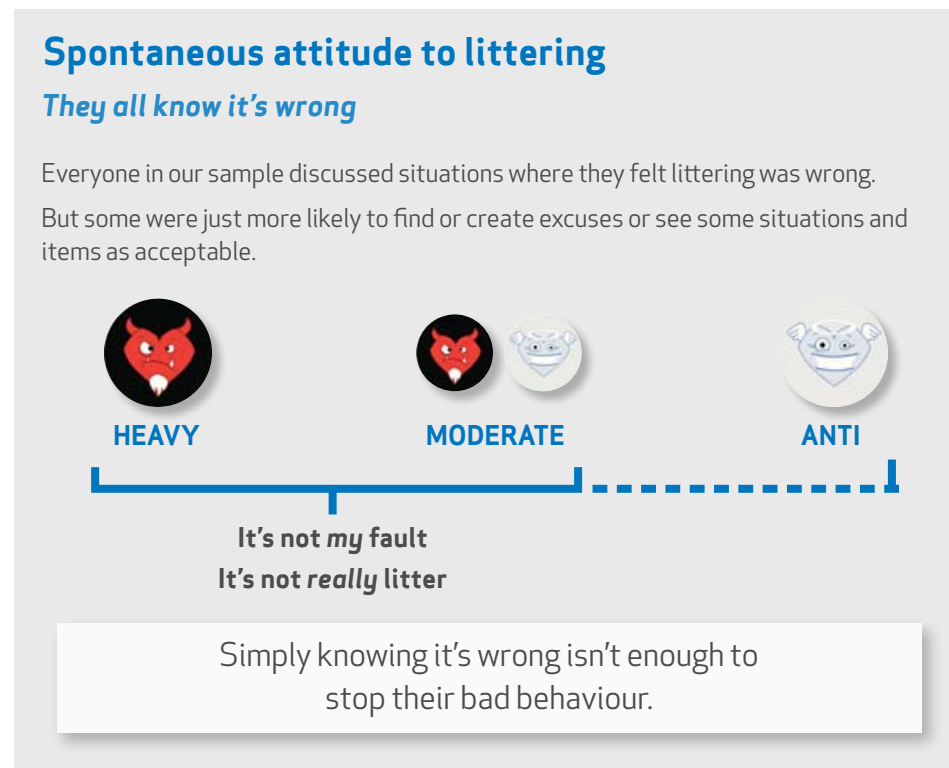 Spontaneous attitude to littering
They all know it's wrong
Everyone in our sample discussed situations where they felt littering was wrong.
But some were just more likely to find or create excuses or see some situations and
items as acceptable.
HEAVY
MODERATE
ANTI
It's not my fault
It's not really litter
Simply knowing it's wrong isn't enough to
stop their bad behaviour.